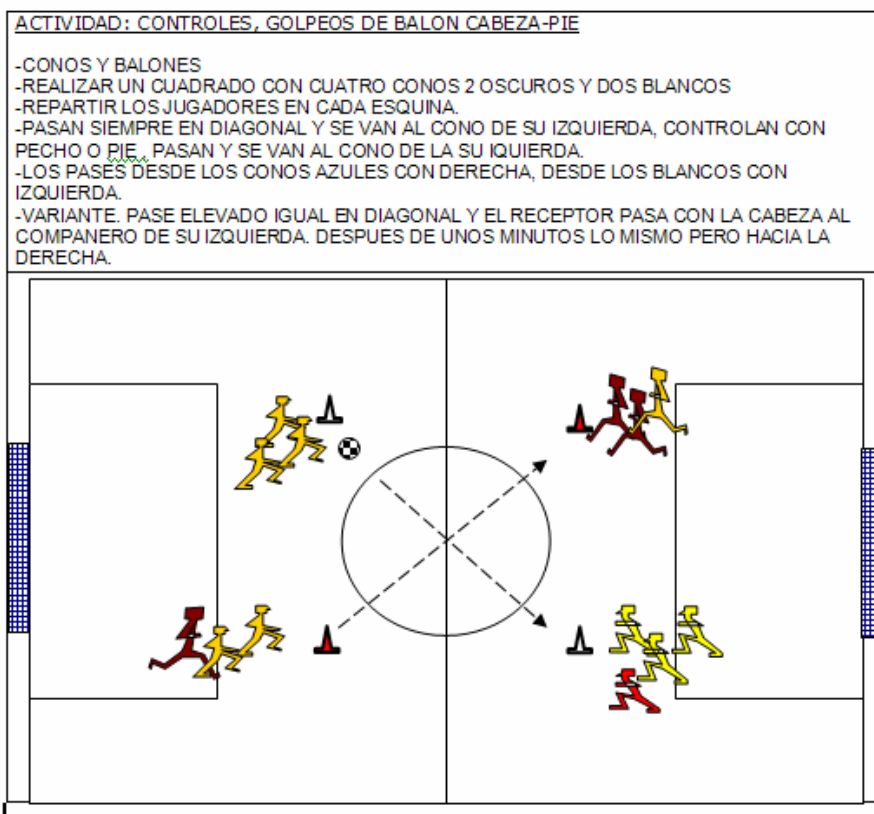 ACTIVIDAD: CONTROLES, GOLPEOS DE BALON CABEZA-PIE
-CONOS Y BALONES
-REALIZAR UN CUADRADO CON CUATRO CONOS 2 OSCUROS Y DOS BLANCOS
-REPARTIR LOS JUGADORES EN CADA ESQUINA.
-PASAN SIEMPRE EN DIAGONAL Y SE VAN AL CONO DE SU IZQUIERDA, CONTROLAN CON
PECHO O PIE , PASAN Y SE VAN AL CONO DE LA SU IQUIERDA.
-LOS PASES DESDE LOS CONOS AZULES CON DERECHA, DESDE LOS BLANCOS CON
IZQUIERDA.
-VARIANTE. PASE ELEVADO IGUAL EN DIAGONAL Y EL RECEPTOR PASA CON LA CABEZA AL
COMPANERO DE SU IZQUIERDA. DESPUES DE UNOS MINUTOS LO MISMO PERO HACIA LA
DERECHA.